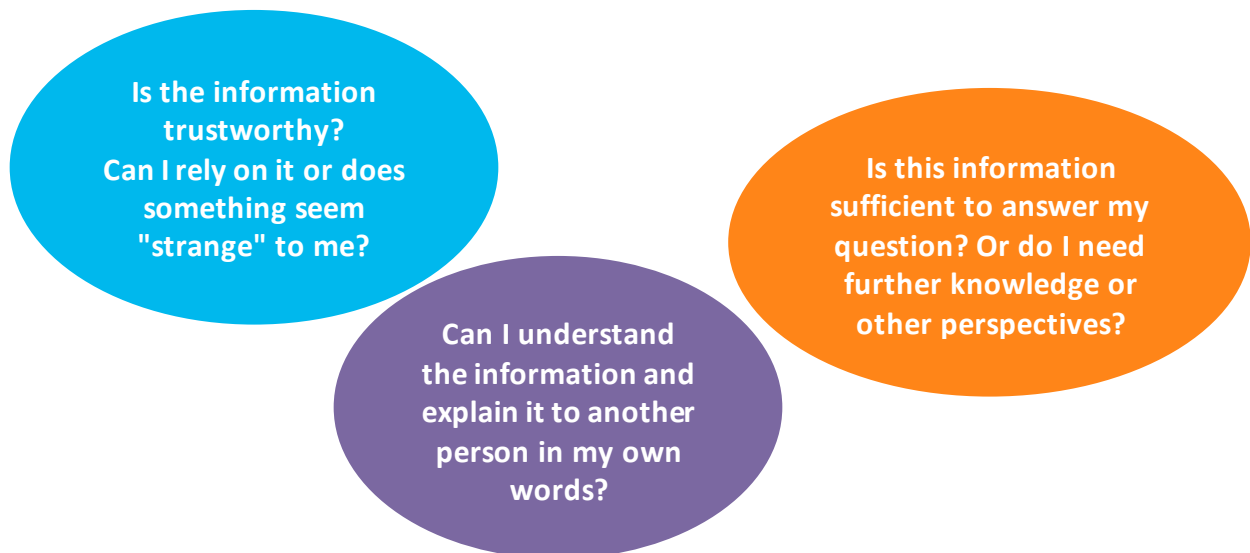 Is the information
trustworthy?
Can I rely on it or does
something seem
"strange" to me?
Can I understand
the information and
explain it to another
person in my own
words?
Is this information
sufficient to answer my
question? Or do I need
further knowledge or
other perspectives?